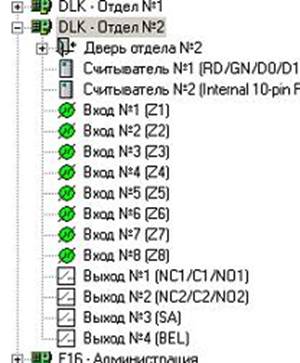 DLK - Отдел №1
DLK - Отдел №2
Дверь отдела №2
Считыватель №1 (RD/GN/D0/D1
Считыватель №2 (Internal 10-pin F
Вход №1 (Z1)
Вход №2 (Z2)
Вход №3 (Z3)
Вход №4 (Z4)
Вход №5 (Z5)
Вход №6 (Z6)
Вход №7 (Z7)
Вход №8 (Z8)
Выход №1 (NC1/C1/NO1)
Выход №2 (NC2/C2/NO2)
Выход №3 (SA)
Выход №4 (BEL)
F16 - Администрация